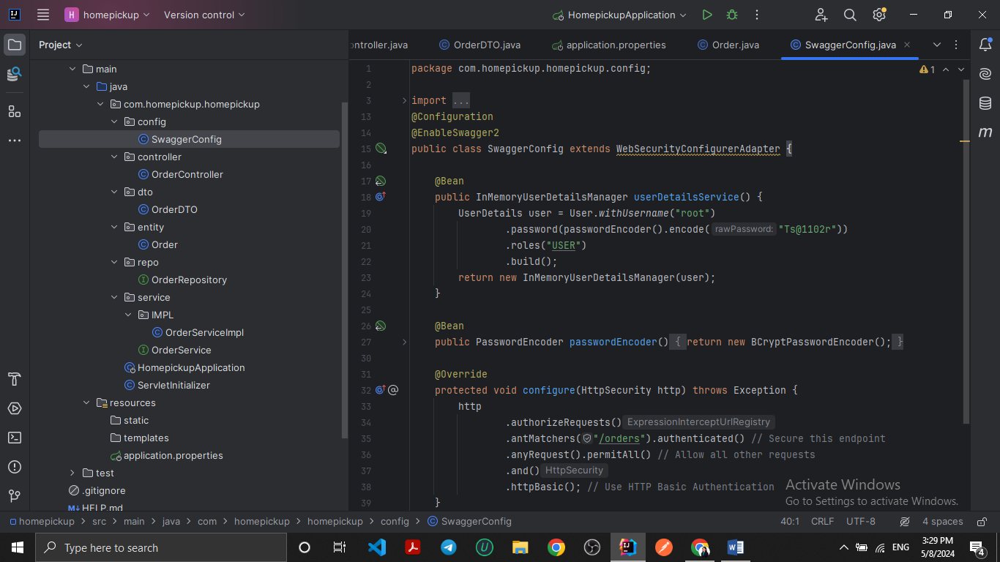 H homepickup Version control HomepickupApplication
Project
ontroller.java OrderDTO.java application.properties Order.java SwaggerConfig.java
main
java
com.homepickup.homepickup
config
SwaggerConfig
controller
OrderController
dto
OrderDTO
entity
Order
repo
OrderRepository
service
IMPL
OrderServiceImpl
OrderService
HomepickupApplication
ServletInitializer
resources
static
templates
application.properties
test
.gitignore
HELP.md
1 package com.homepickup.homepickup.config;
2
3 import ...
13 @Configuration
14 @EnableSwagger2
15 public class SwaggerConfig extends WebSecurityConfigurerAdapter {
16
17 @Bean
18 public InMemoryUserDetailsManager userDetailsService() {
19 UserDetails user = User.withUsername("root")
20 .password(passwordEncoder().encode( rawPassword: "Ts@1102r"))
21 .roles("USER")
22 .build();
23 return new InMemoryUserDetailsManager(user);
24 }
25
26 @Bean
27 public PasswordEncoder passwordEncoder() { return new BCryptPasswordEncoder(); }
30
31 @Override
32 protected void configure(HttpSecurity http) throws Exception {
33 http
34 .authorizeRequests() ExpressionInterceptUrlRegistry
35 .antMatchers("/orders").authenticated() // Secure this endpoint
36 .anyRequest().permitAll() // Allow all other requests
37 .and() HttpSecurity
38 .httpBasic(); // Use HTTP Basic Authentication
39 }
1
m
Activate Windows
Go to Settings to activate Windows.
homepickup > src > main > java > com > homepickup > homepickup > config > SwaggerConfig
40:1 CRLF UTF-8 4 spaces
Type here to search
ENG
3:29 PM
5/8/2024
4